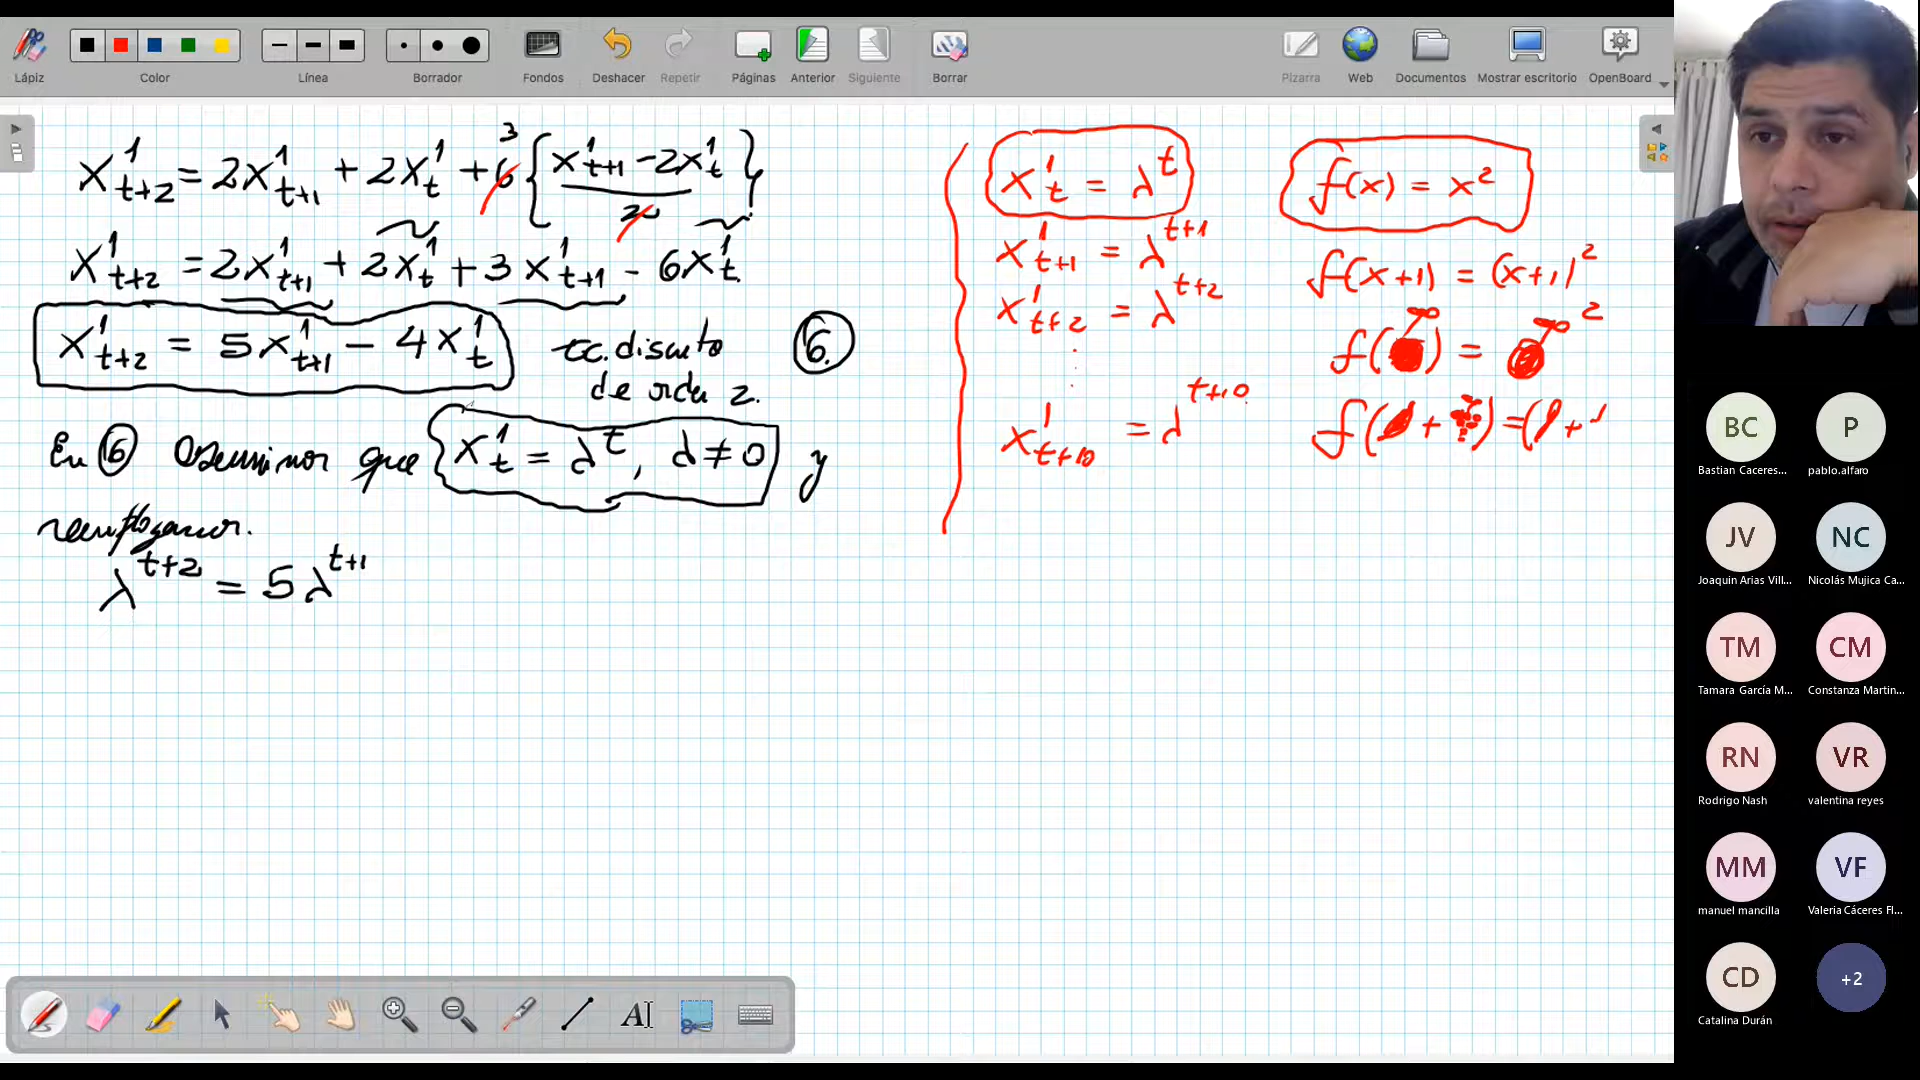 Lápiz Color Línea Borrador Fondos Deshacer Repetir Páginas Anterior Siguiente Borrar Pizarra Web Documentos Mostrar escritorio OpenBoard
x¹ₜ₊₂ = 2x¹ₜ₊₁ + 2x¹ₜ + 6 3 { (x¹ₜ₊₁ - 2x¹ₜ) / 2 }
x¹ₜ₊₂ = 2x¹ₜ₊₁ + 2x¹ₜ + 3x¹ₜ₊₁ - 6x¹ₜ
x¹ₜ₊₂ = 5x¹ₜ₊₁ - 4x¹ₜ ec. discreta 6.
de orden 2.
En 6 asumimos que x¹ₜ = λᵗ, λ ≠ 0 y
reemplazamos.
λᵗ⁺² = 5λᵗ⁺¹
x¹ₜ = λᵗ
x¹ₜ₊₁ = λᵗ⁺¹
x¹ₜ₊₂ = λᵗ⁺²
x¹ₜ₊₁₀ = λᵗ⁺¹⁰
f(x) = x²
f(x+1) = (x+1)²
f( ) = ²
f( + ) = ( +
BC P
Bastian Caceres... pablo.alfaro
JV NC
Joaquin Arias Vill... Nicolás Mujica Ca...
TM CM
Tamara García M... Constanza Martin...
RN VR
Rodrigo Nash valentina reyes
MM VF
manuel mancilla Valeria Cáceres Fl...
CD +2
Catalina Durán